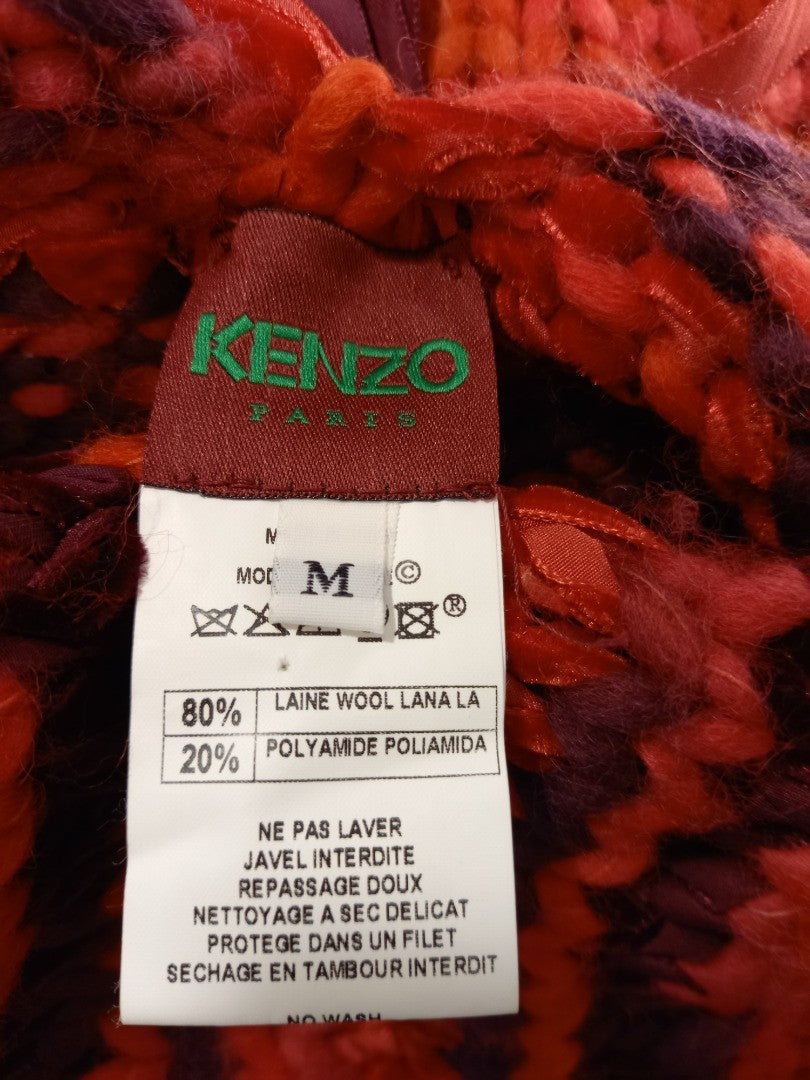 KENZO
PARIS
M
©
®
80% LAINE WOOL LANA LA
20% POLYAMIDE POLIAMIDA
NE PAS LAVER
JAVEL INTERDITE
REPASSAGE DOUX
NETTOYAGE A SEC DELICAT
PROTEGE DANS UN FILET
SECHAGE EN TAMBOUR INTERDIT
NO WASH